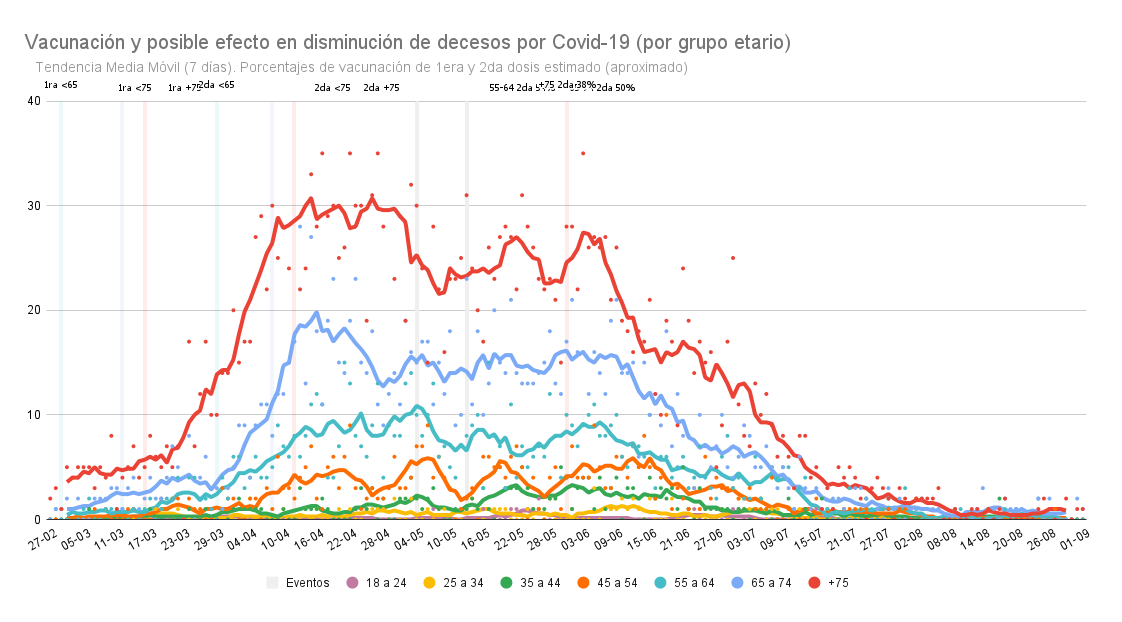 Vacunación y posible efecto en disminución de decesos por Covid-19 (por grupo etario)
Tendencia Media Móvil (7 días). Porcentajes de vacunación de 1era y 2da dosis estimado (aproximado)
1ra <65 1ra <75 1ra +75 2da <65 2da <75 2da +75 55-64 2da +75 2da 38% 2da 50%
40
30
20
10
0
27-02 05-03 11-03 17-03 23-03 29-03 04-04 10-04 16-04 22-04 28-04 04-05 10-05 16-05 22-05 28-05 03-06 09-06 15-06 21-06 27-06 03-07 09-07 15-07 21-07 27-07 02-08 08-08 14-08 20-08 26-08 01-09
Eventos 18 a 24 25 a 34 35 a 44 45 a 54 55 a 64 65 a 74 +75